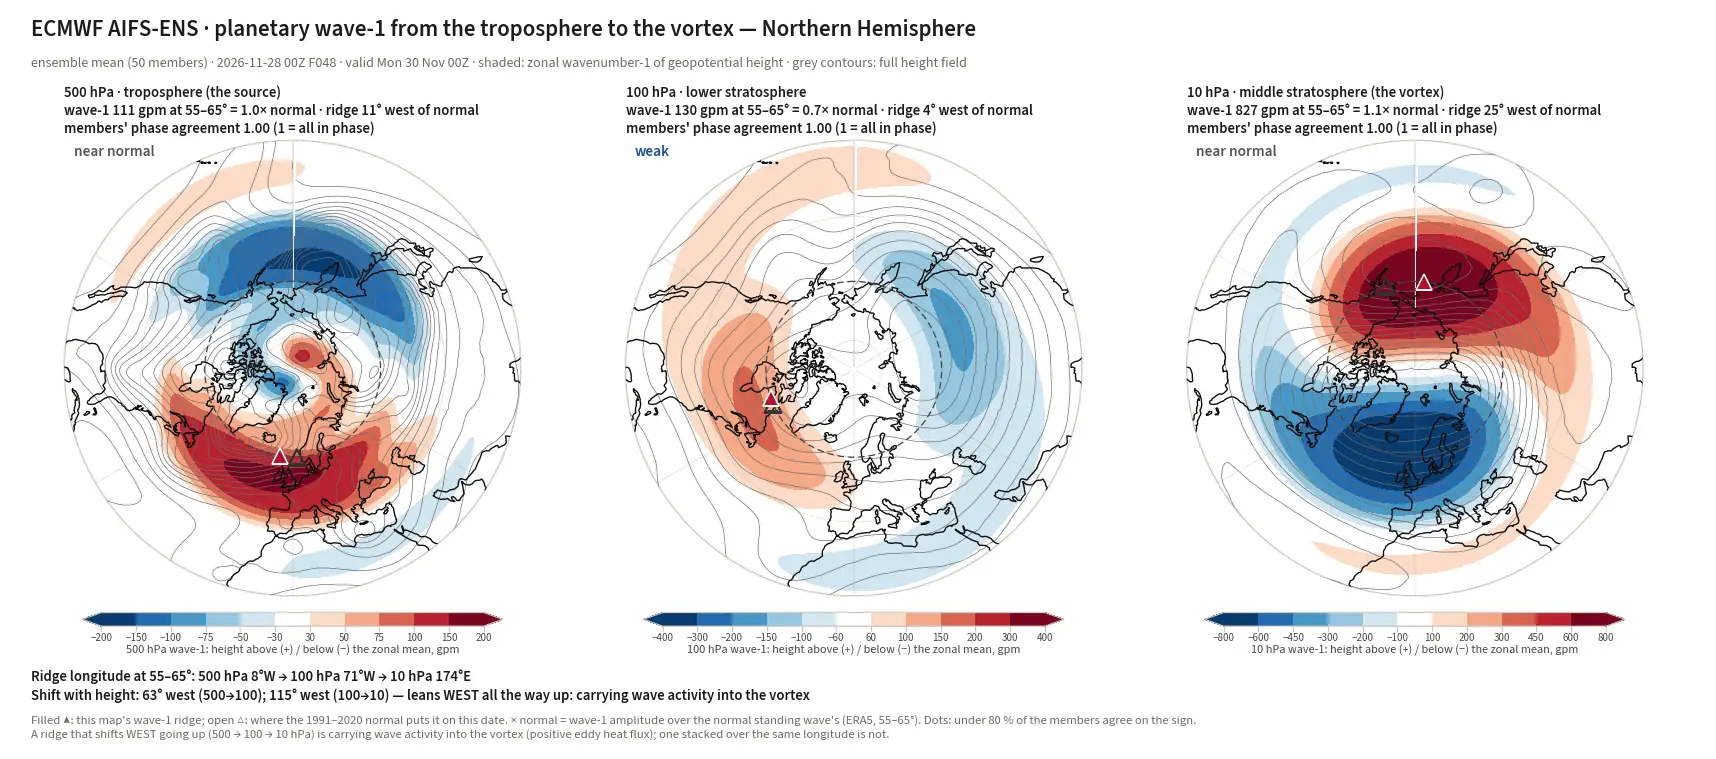 ECMWF AIFS-ENS · planetary wave-1 from the troposphere to the vortex — Northern Hemisphere
ensemble mean (50 members) · 2026-11-28 00Z F048 · valid Mon 30 Nov 00Z · shaded: zonal wavenumber-1 of geopotential height · grey contours: full height field
500 hPa · troposphere (the source)
wave-1 111 gpm at 55–65° = 1.0× normal · ridge 11° west of normal
members' phase agreement 1.00 (1 = all in phase)
near normal
100 hPa · lower stratosphere
wave-1 130 gpm at 55–65° = 0.7× normal · ridge 4° west of normal
members' phase agreement 1.00 (1 = all in phase)
weak
10 hPa · middle stratosphere (the vortex)
wave-1 827 gpm at 55–65° = 1.1× normal · ridge 25° west of normal
members' phase agreement 1.00 (1 = all in phase)
near normal
−200 −150 −100 −75 −50 −30 30 50 75 100 150 200
500 hPa wave-1: height above (+) / below (−) the zonal mean, gpm
−400 −300 −200 −150 −100 −60 60 100 150 200 300 400
100 hPa wave-1: height above (+) / below (−) the zonal mean, gpm
−800 −600 −450 −300 −200 −100 100 200 300 450 600 800
10 hPa wave-1: height above (+) / below (−) the zonal mean, gpm
Ridge longitude at 55–65°: 500 hPa 8°W → 100 hPa 71°W → 10 hPa 174°E
Shift with height: 63° west (500→100); 115° west (100→10) — leans WEST all the way up: carrying wave activity into the vortex
Filled ▲: this map's wave-1 ridge; open △: where the 1991–2020 normal puts it on this date. × normal = wave-1 amplitude over the normal standing wave's (ERA5, 55–65°). Dots: under 80 % of the members agree on the sign.
A ridge that shifts WEST going up (500 → 100 → 10 hPa) is carrying wave activity into the vortex (positive eddy heat flux); one stacked over the same longitude is not.